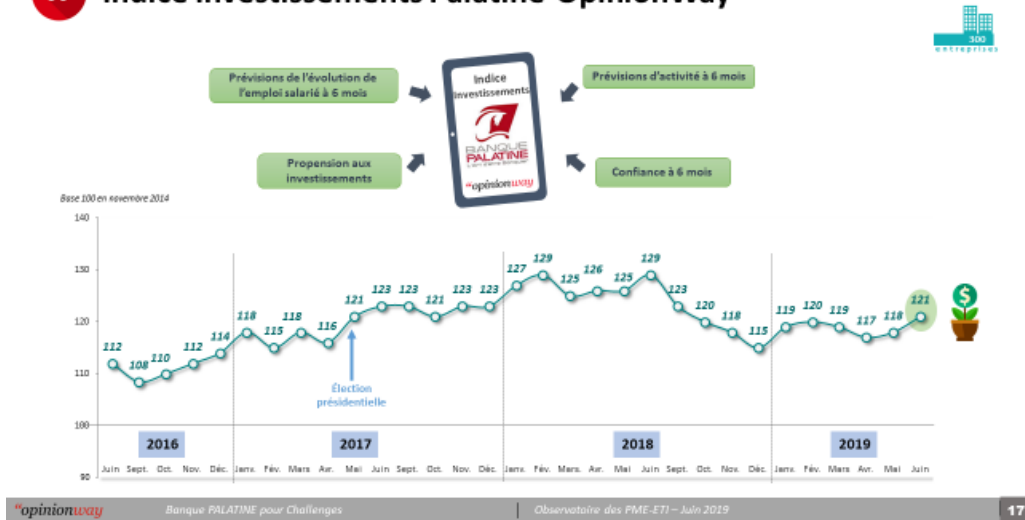 Indice Investissements Palatine-OpinionWay
300
entreprises
Prévisions de l'évolution de
l'emploi salarié à 6 mois
Indice
Investissements
Prévisions d'activité à 6 mois
BANQUE
PALATINE
Propension aux
investissements
Confiance à 6 mois
“opinionway
Base 100 en novembre 2014
140
130
120
110
100
90
112
108
110
112
114
118
115
118
116
121
123
123
121
123
123
127
129
125
126
125
129
123
120
118
115
119
120
119
117
118
121
Élection
présidentielle
2016
2017
2018
2019
Juin Sept. Oct. Nov. Déc. Janv. Fév. Mars Avr. Mai Juin Sept. Oct. Nov. Déc. Janv. Fév. Mars. Avr. Mai Juin Sept. Oct. Nov. Déc. Janv. Fév. Mars Avr. Mai Juin
“opinionway
Banque PALATINE pour Challenges
Observatoire des PME-ETI – Juin 2019
17